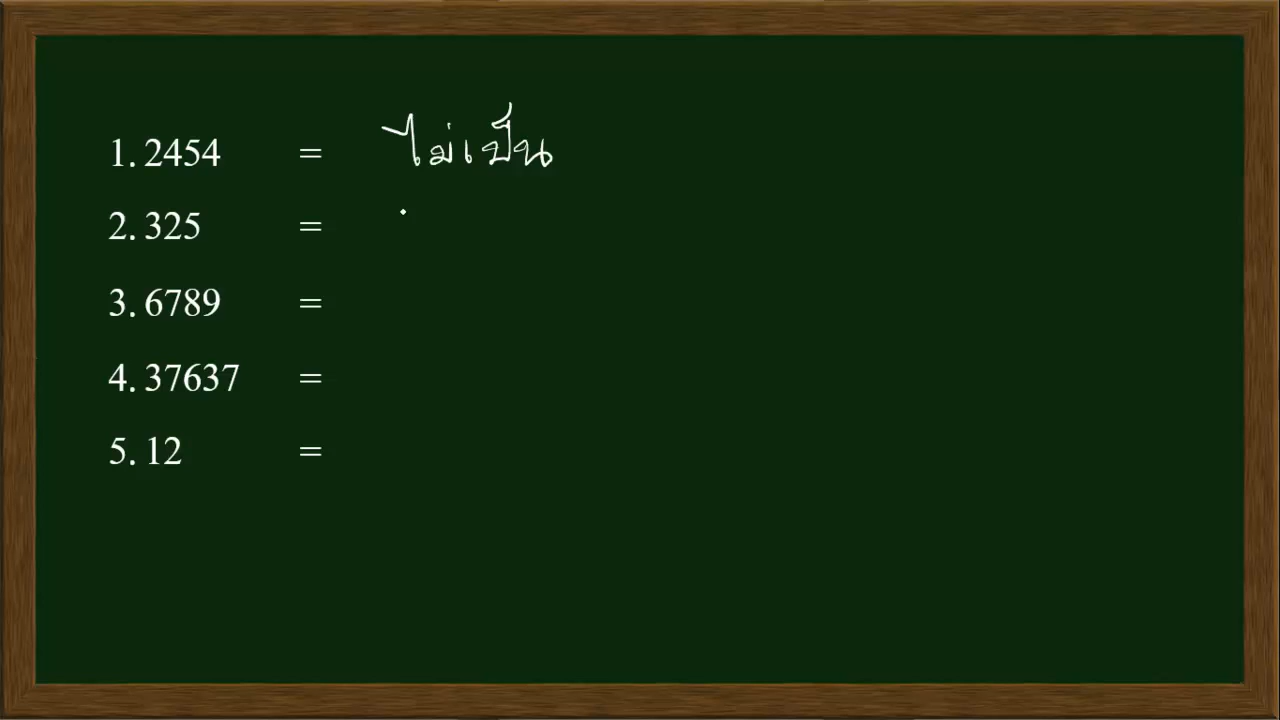 1. 2454 = ไม่เป็น
2. 325 =
3. 6789 =
4. 37637 =
5. 12 =